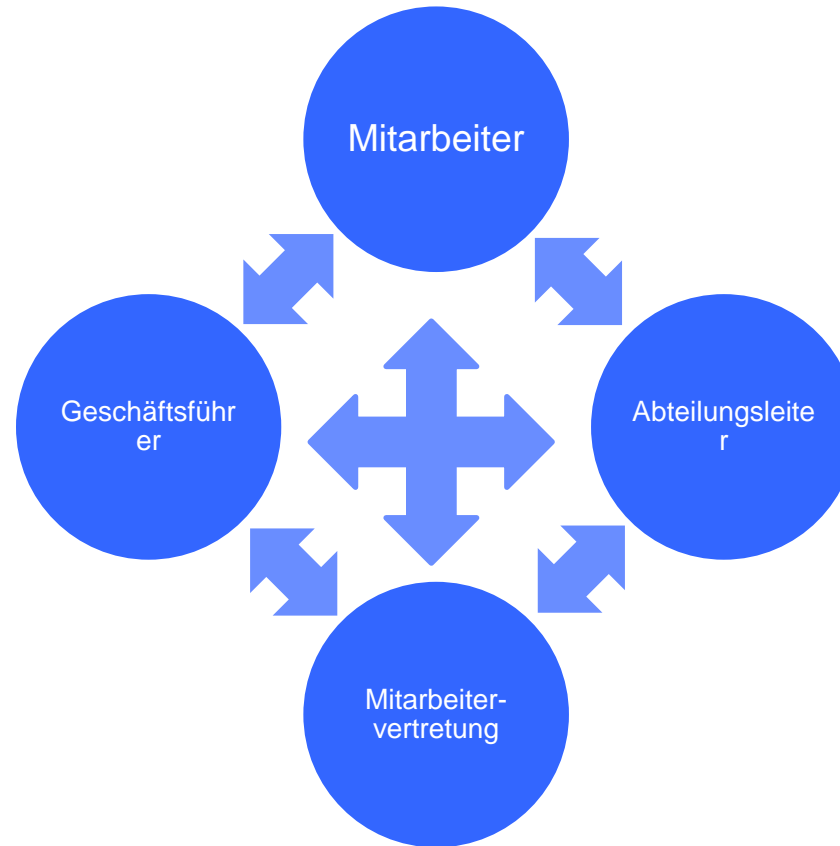 Mitarbeiter
Geschäftsführ
er
Abteilungsleite
r
Mitarbeiter-
vertretung